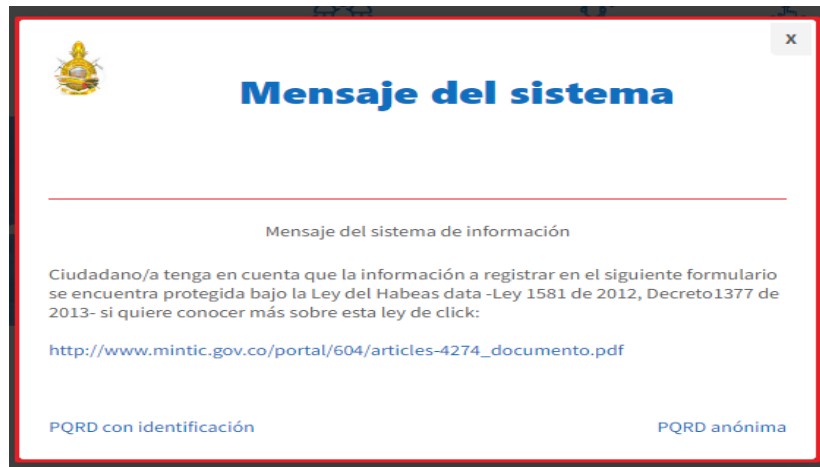 x
Mensaje del sistema
Mensaje del sistema de información
Ciudadano/a tenga en cuenta que la información a registrar en el siguiente formulario
se encuentra protegida bajo la Ley del Habeas data -Ley 1581 de 2012, Decreto1377 de
2013- si quiere conocer más sobre esta ley de click:
http://www.mintic.gov.co/portal/604/articles-4274_documento.pdf
PQRD con identificación
PQRD anónima